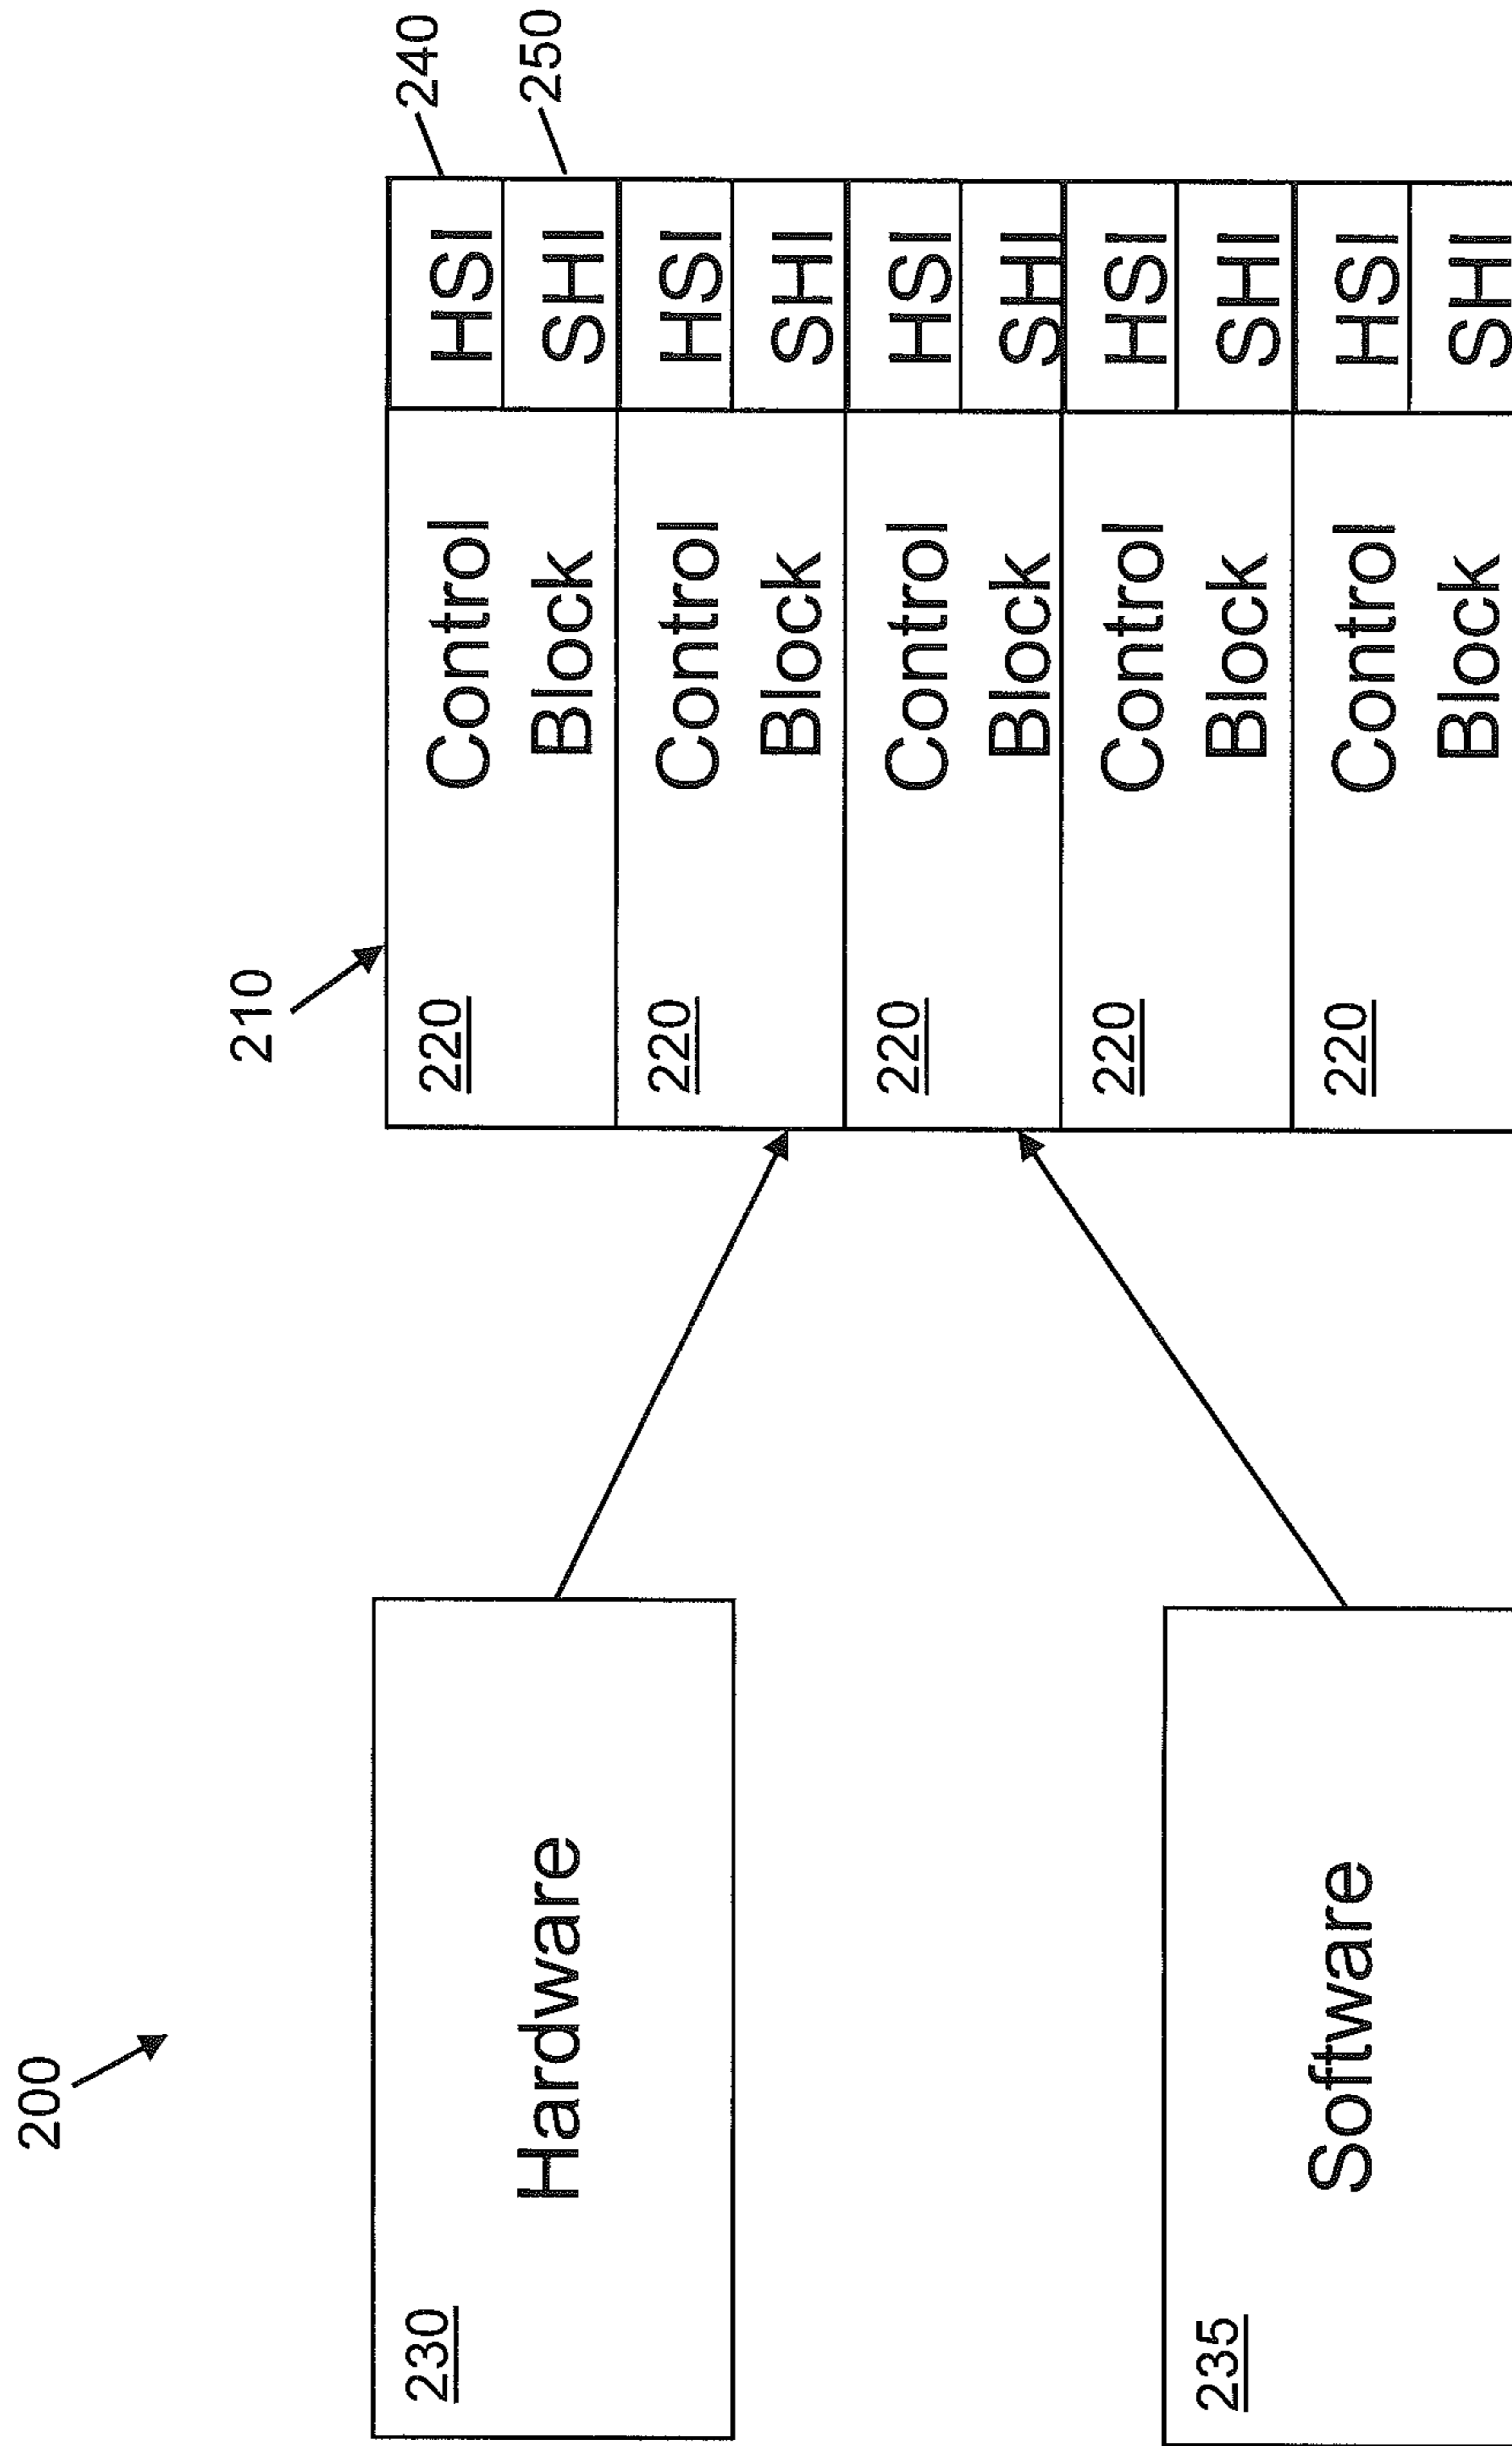 200
210
240
250
230
Hardware
235
Software
220
Control
Block
HSI
SHI
220
Control
Block
HSI
SHI
220
Control
Block
HSI
SHI
220
Control
Block
HSI
SHI
220
Control
Block
HSI
SHI